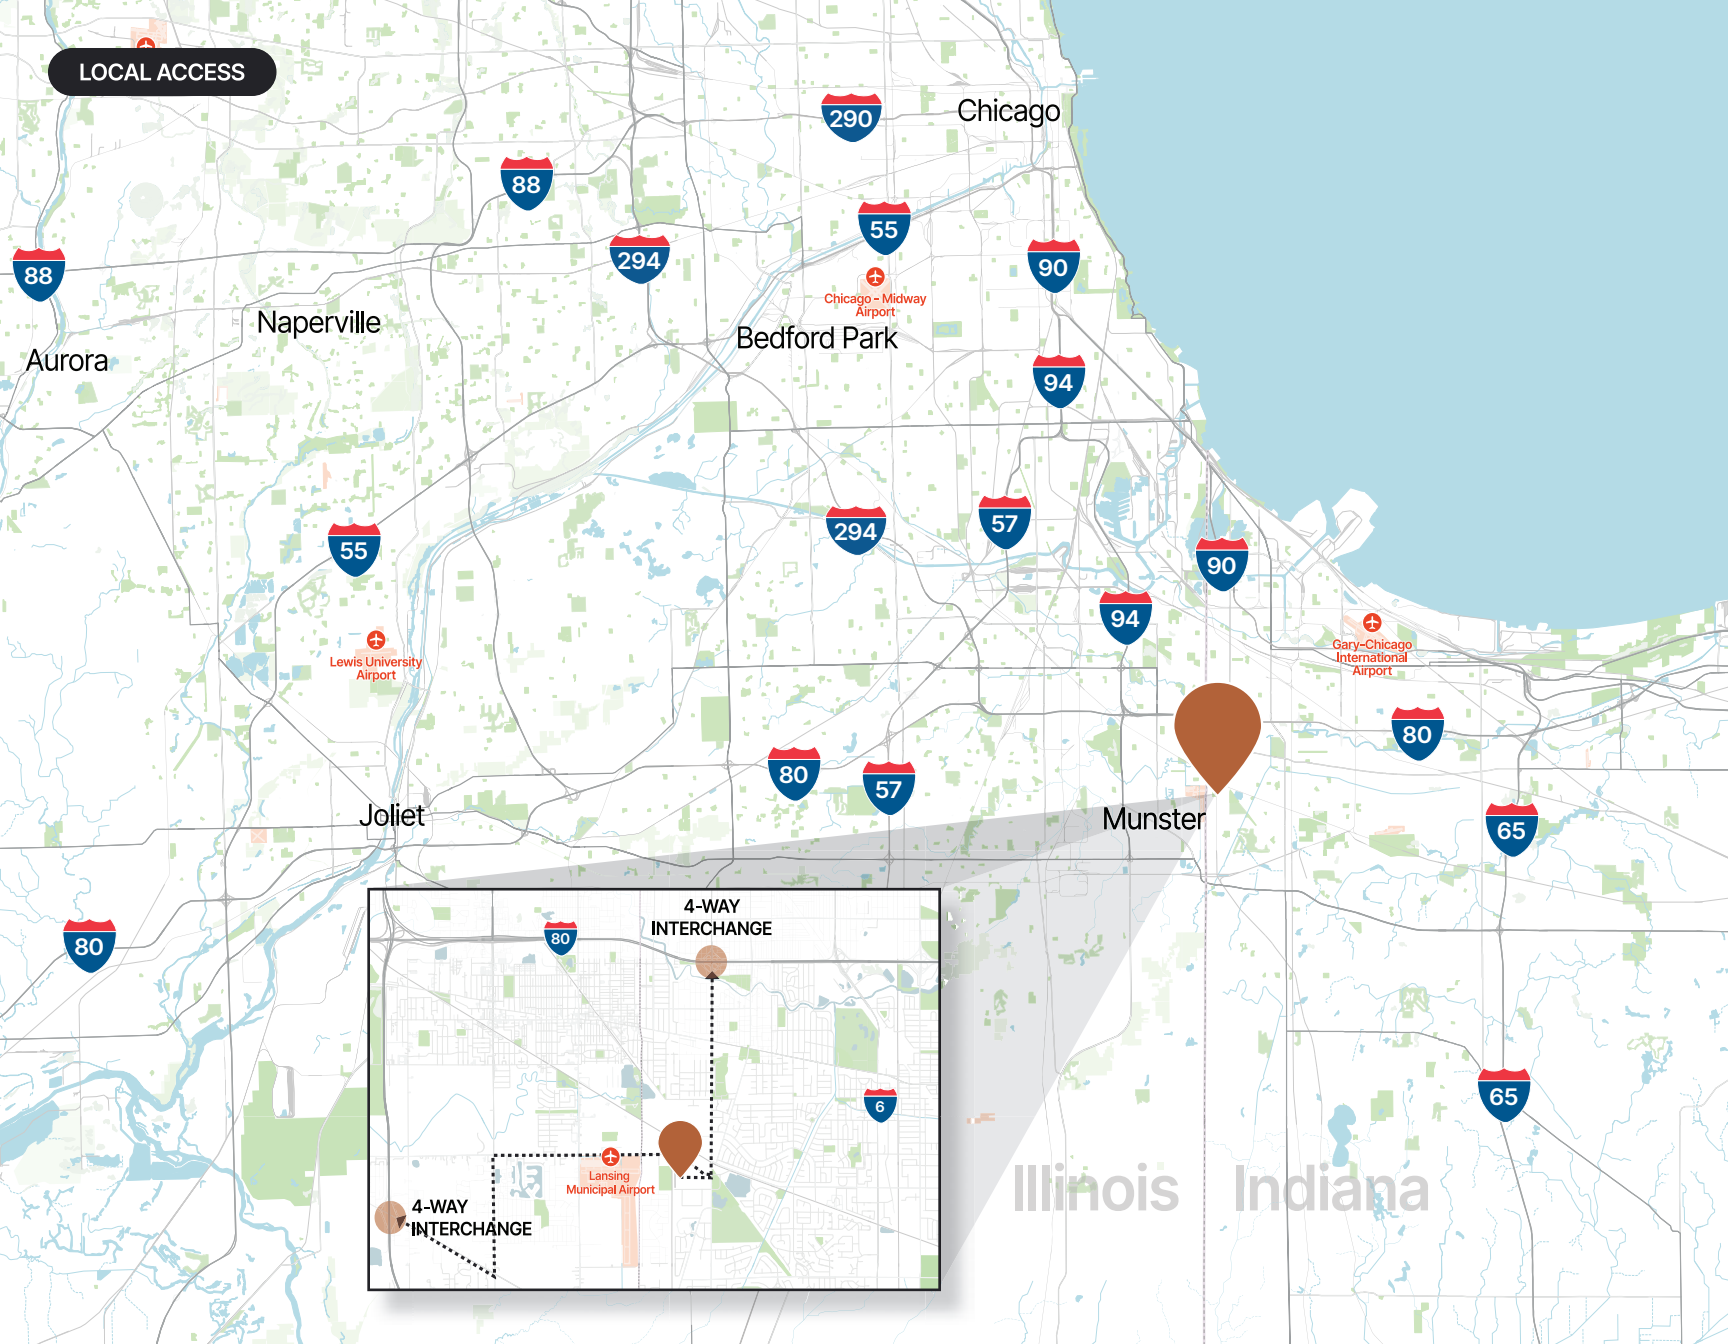 LOCAL ACCESS
290
Chicago
88
55
294
90
88
Chicago - Midway
Airport
Naperville
Bedford Park
Aurora
94
57
294
55
90
94
Gary-Chicago
International
Airport
Lewis University
Airport
80
80
57
Joliet
Munster
65
80
4-WAY
INTERCHANGE
80
65
6
Lansing
Municipal Airport
Illinois
Indiana
4-WAY
INTERCHANGE